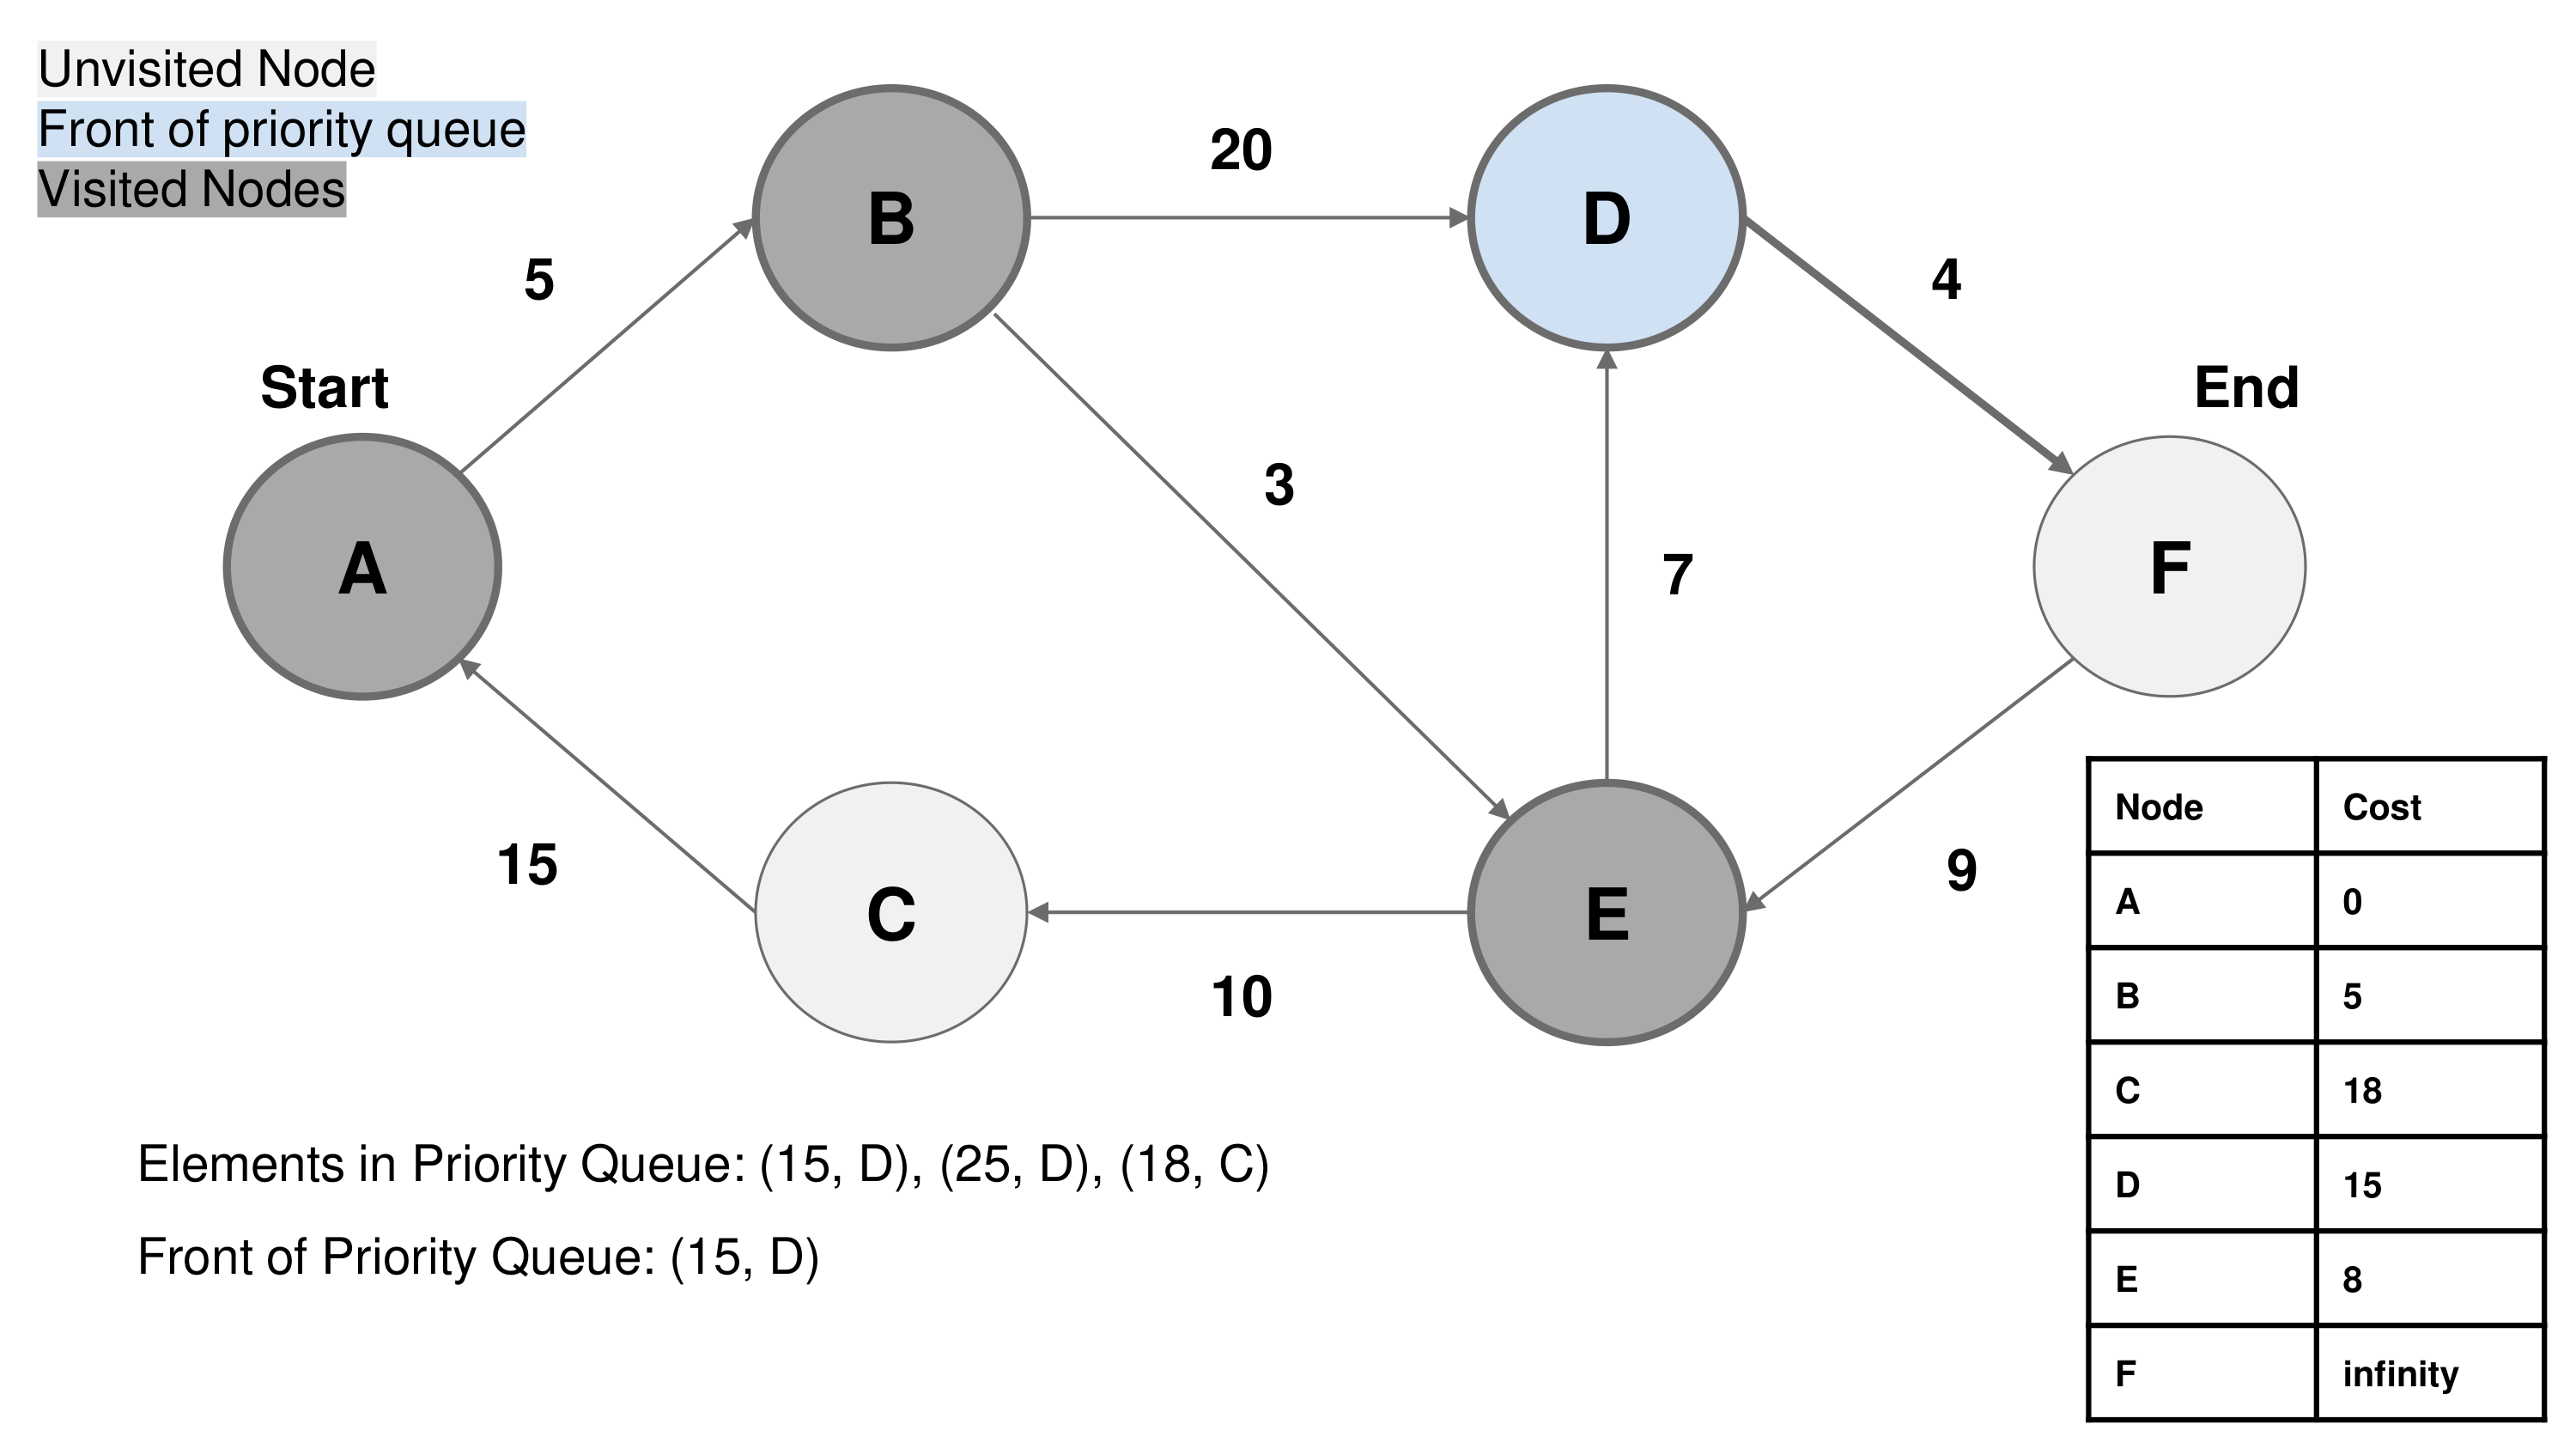 Unvisited Node
Front of priority queue
Visited Nodes
B
20
D
5
4
Start
End
3
A
7
F
15
C
E
9
10
Node Cost
A 0
B 5
C 18
D 15
E 8
F infinity
Elements in Priority Queue: (15, D), (25, D), (18, C)
Front of Priority Queue: (15, D)